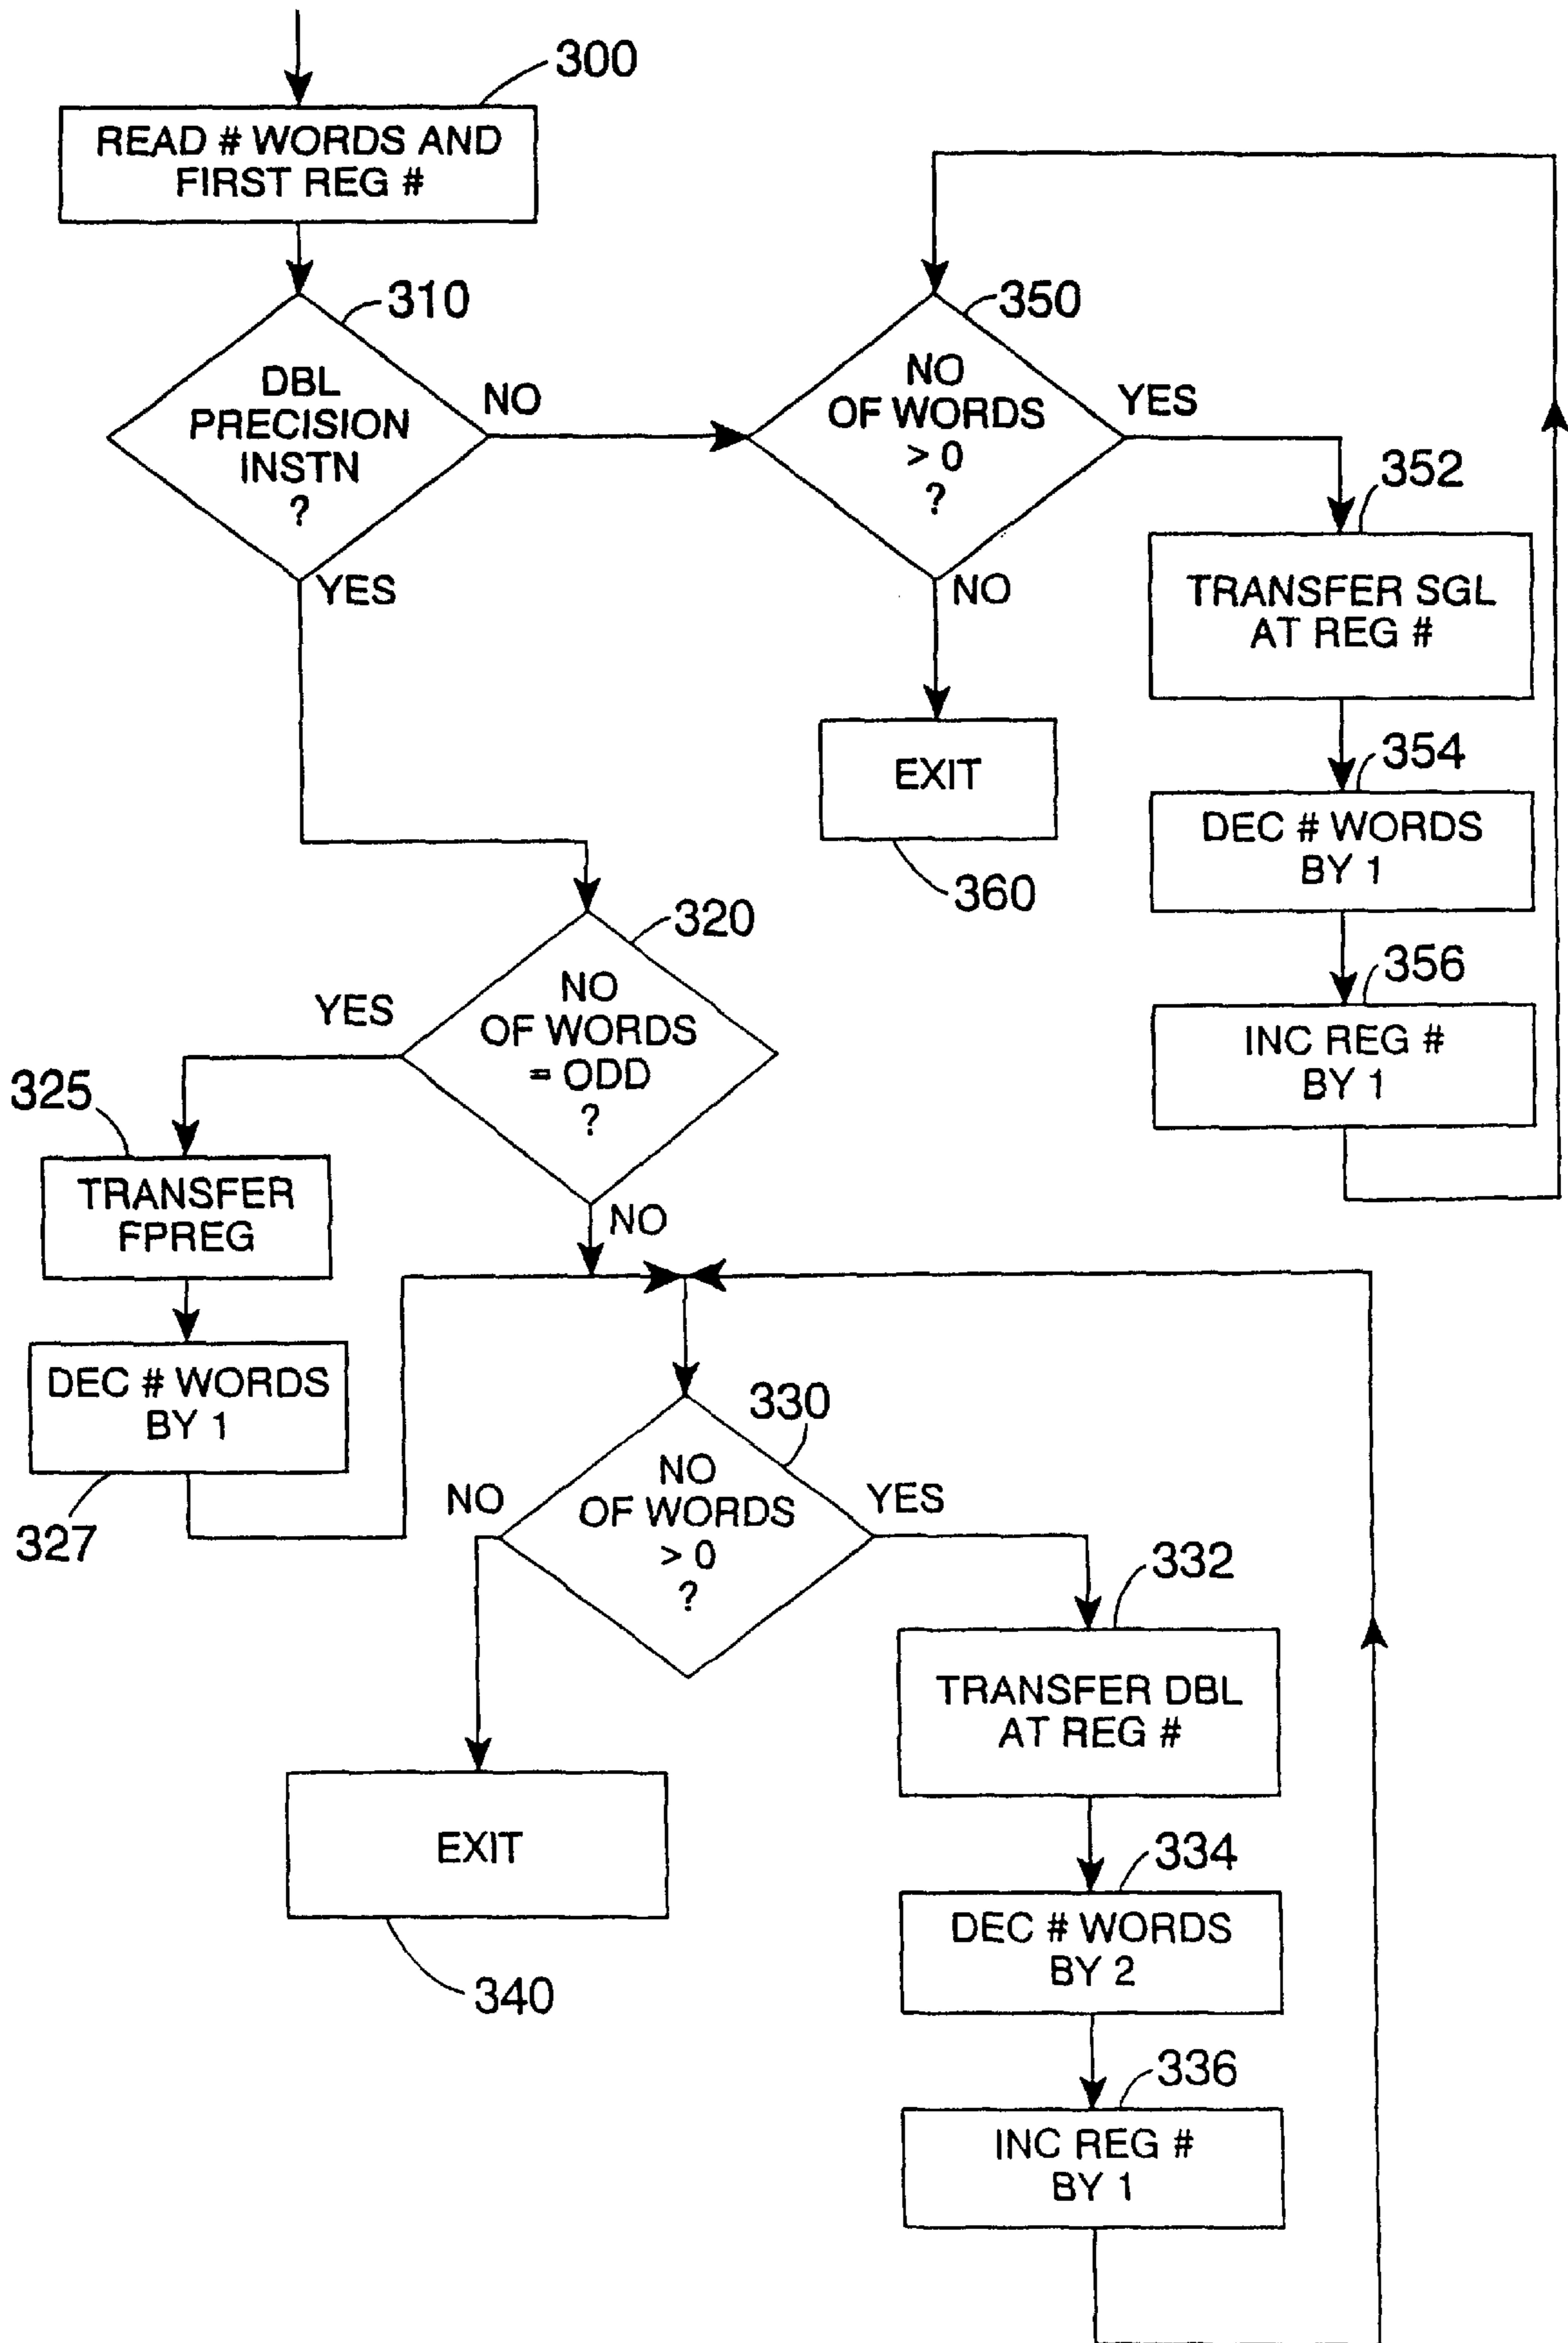 300
READ # WORDS AND
FIRST REG #
310
DBL
PRECISION
INSTN
?
NO
YES
350
NO
OF WORDS
> 0
?
YES
NO
352
TRANSFER SGL
AT REG #
EXIT
360
354
DEC # WORDS
BY 1
356
INC REG #
BY 1
320
NO
OF WORDS
= ODD
?
YES
NO
325
TRANSFER
FPREG
DEC # WORDS
BY 1
327
330
NO
OF WORDS
> 0
?
NO
YES
332
TRANSFER DBL
AT REG #
EXIT
340
334
DEC # WORDS
BY 2
336
INC REG #
BY 1